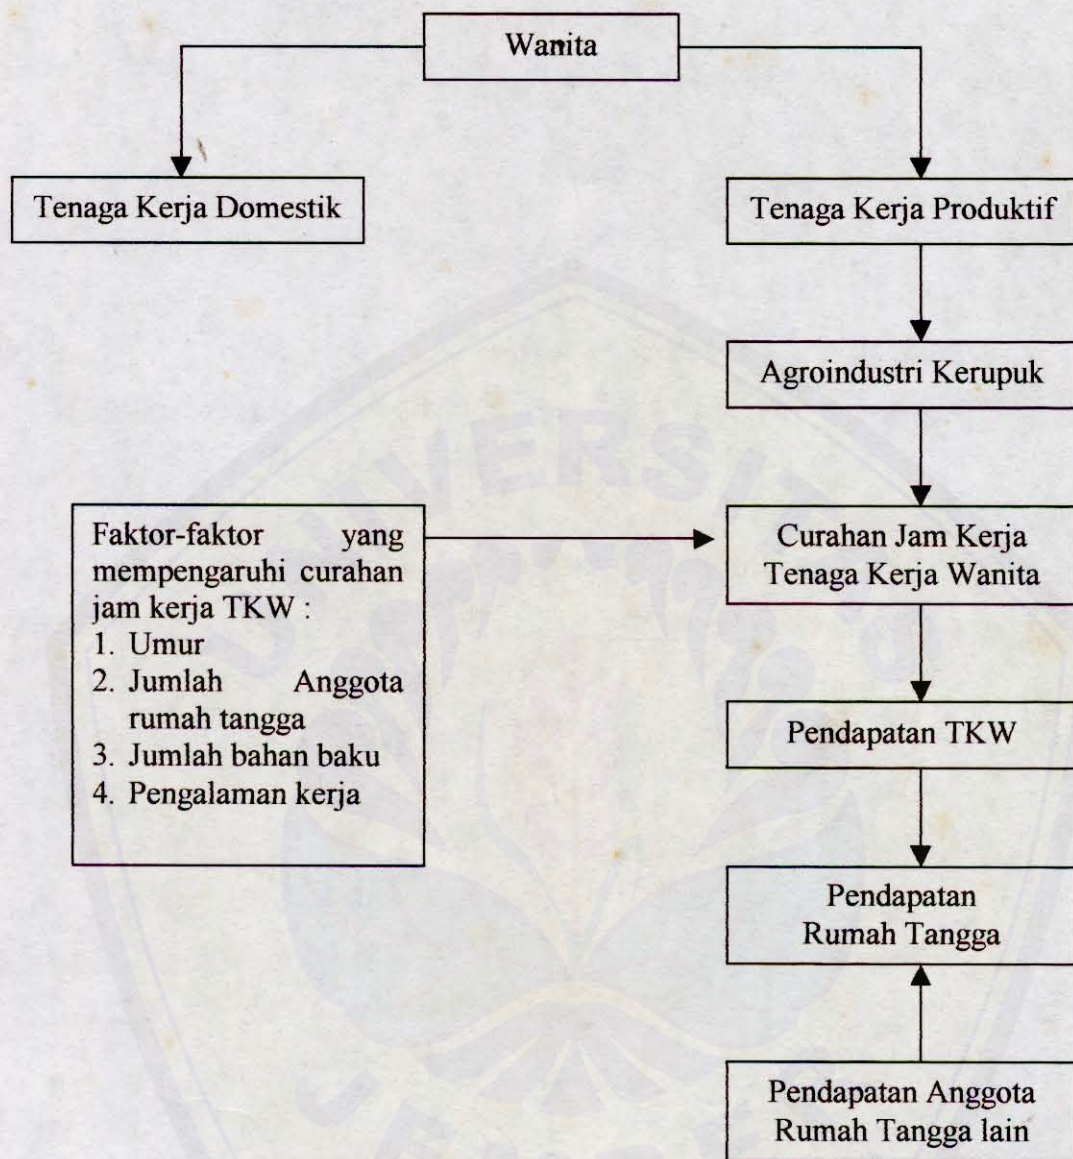 Wanita
Tenaga Kerja Domestik
Tenaga Kerja Produktif
Agroindustri Kerupuk
Faktor-faktor yang
mempengaruhi curahan
jam kerja TKW :
1. Umur
2. Jumlah Anggota
rumah tangga
3. Jumlah bahan baku
4. Pengalaman kerja
Curahan Jam Kerja
Tenaga Kerja Wanita
Pendapatan TKW
Pendapatan
Rumah Tangga
Pendapatan Anggota
Rumah Tangga lain
UNIVERSITAS
JEMBER